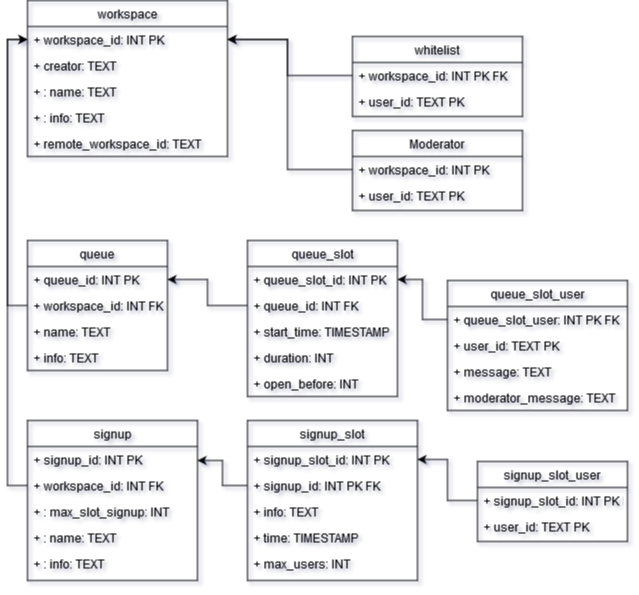 workspace
+ workspace_id: INT PK
+ creator: TEXT
+ : name: TEXT
+ : info: TEXT
+ remote_workspace_id: TEXT
whitelist
+ workspace_id: INT PK FK
+ user_id: TEXT PK
Moderator
+ workspace_id: INT PK
+ user_id: TEXT PK
queue
+ queue_id: INT PK
+ workspace_id: INT FK
+ name: TEXT
+ info: TEXT
queue_slot
+ queue_slot_id: INT PK
+ queue_id: INT FK
+ start_time: TIMESTAMP
+ duration: INT
+ open_before: INT
queue_slot_user
+ queue_slot_user: INT PK FK
+ user_id: TEXT PK
+ message: TEXT
+ moderator_message: TEXT
signup
+ signup_id: INT PK
+ workspace_id: INT FK
+ : max_slot_signup: INT
+ : name: TEXT
+ : info: TEXT
signup_slot
+ signup_slot_id: INT PK
+ signup_id: INT PK FK
+ info: TEXT
+ time: TIMESTAMP
+ max_users: INT
signup_slot_user
+ signup_slot_id: INT PK
+ user_id: TEXT PK